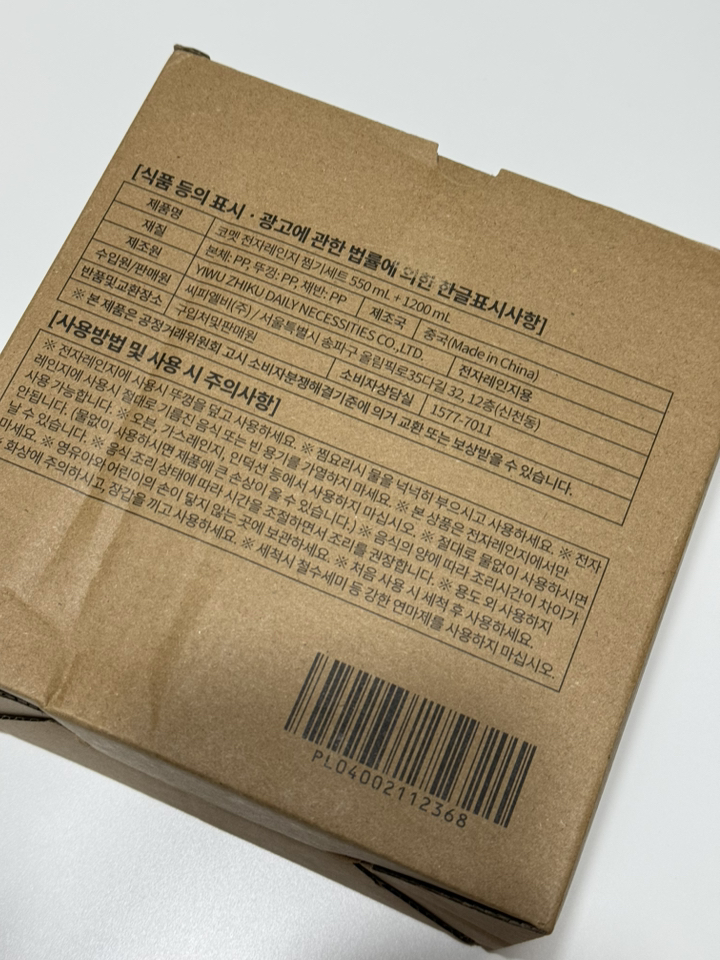 [식품 등의 표시 · 광고에 관한 법률에 의한 한글표시사항]
제품명 코멧 전자레인지 찜기세트 550 mL + 1200 mL
재질 본체: PP, 뚜껑: PP, 채반: PP 제조국 중국(Made in China)
제조원 YIWU ZHIKU DAILY NECESSITIES CO.,LTD. 전자레인지용
수입원/판매원 씨피엘비(주) / 서울특별시 송파구 올림픽로35다길 32, 12층(신천동)
반품및교환장소 구입처및판매원 소비자상담실 1577-7011
※ 본 제품은 공정거래위원회 고시 소비자분쟁해결기준에 의거 교환 또는 보상받을 수 있습니다.
[사용방법 및 사용 시 주의사항]
※ 전자레인지에 사용시 뚜껑을 덮고 사용하세요. ※ 찜요리시 물을 넉넉히 부으시고 사용하세요. ※ 전자
레인지에 사용시 절대로 기름진 음식 또는 빈 용기를 가열하지 마세요. ※ 본 상품은 전자레인지에서만
사용 가능합니다. ※ 오븐, 가스레인지, 인덕션 등에서 사용하지 마십시오. ※ 절대로 물없이 사용하시면
안됩니다. (물없이 사용하시면 제품에 큰 손상이 올 수 있습니다.) ※ 음식의 양에 따라 조리시간이 차이가
날 수 있습니다. ※ 음식 조리 상태에 따라 시간을 조절하면서 조리를 권장합니다. ※ 용도 외 사용하지
마세요. ※ 영유아와 어린이의 손이 닿지 않는 곳에 보관하세요. ※ 처음 사용 시 세척 후 사용하세요.
※ 화상에 주의하시고, 장갑을 끼고 사용하세요. ※ 세척시 철수세미 등 강한 연마제를 사용하지 마십시오.
PL04002112368